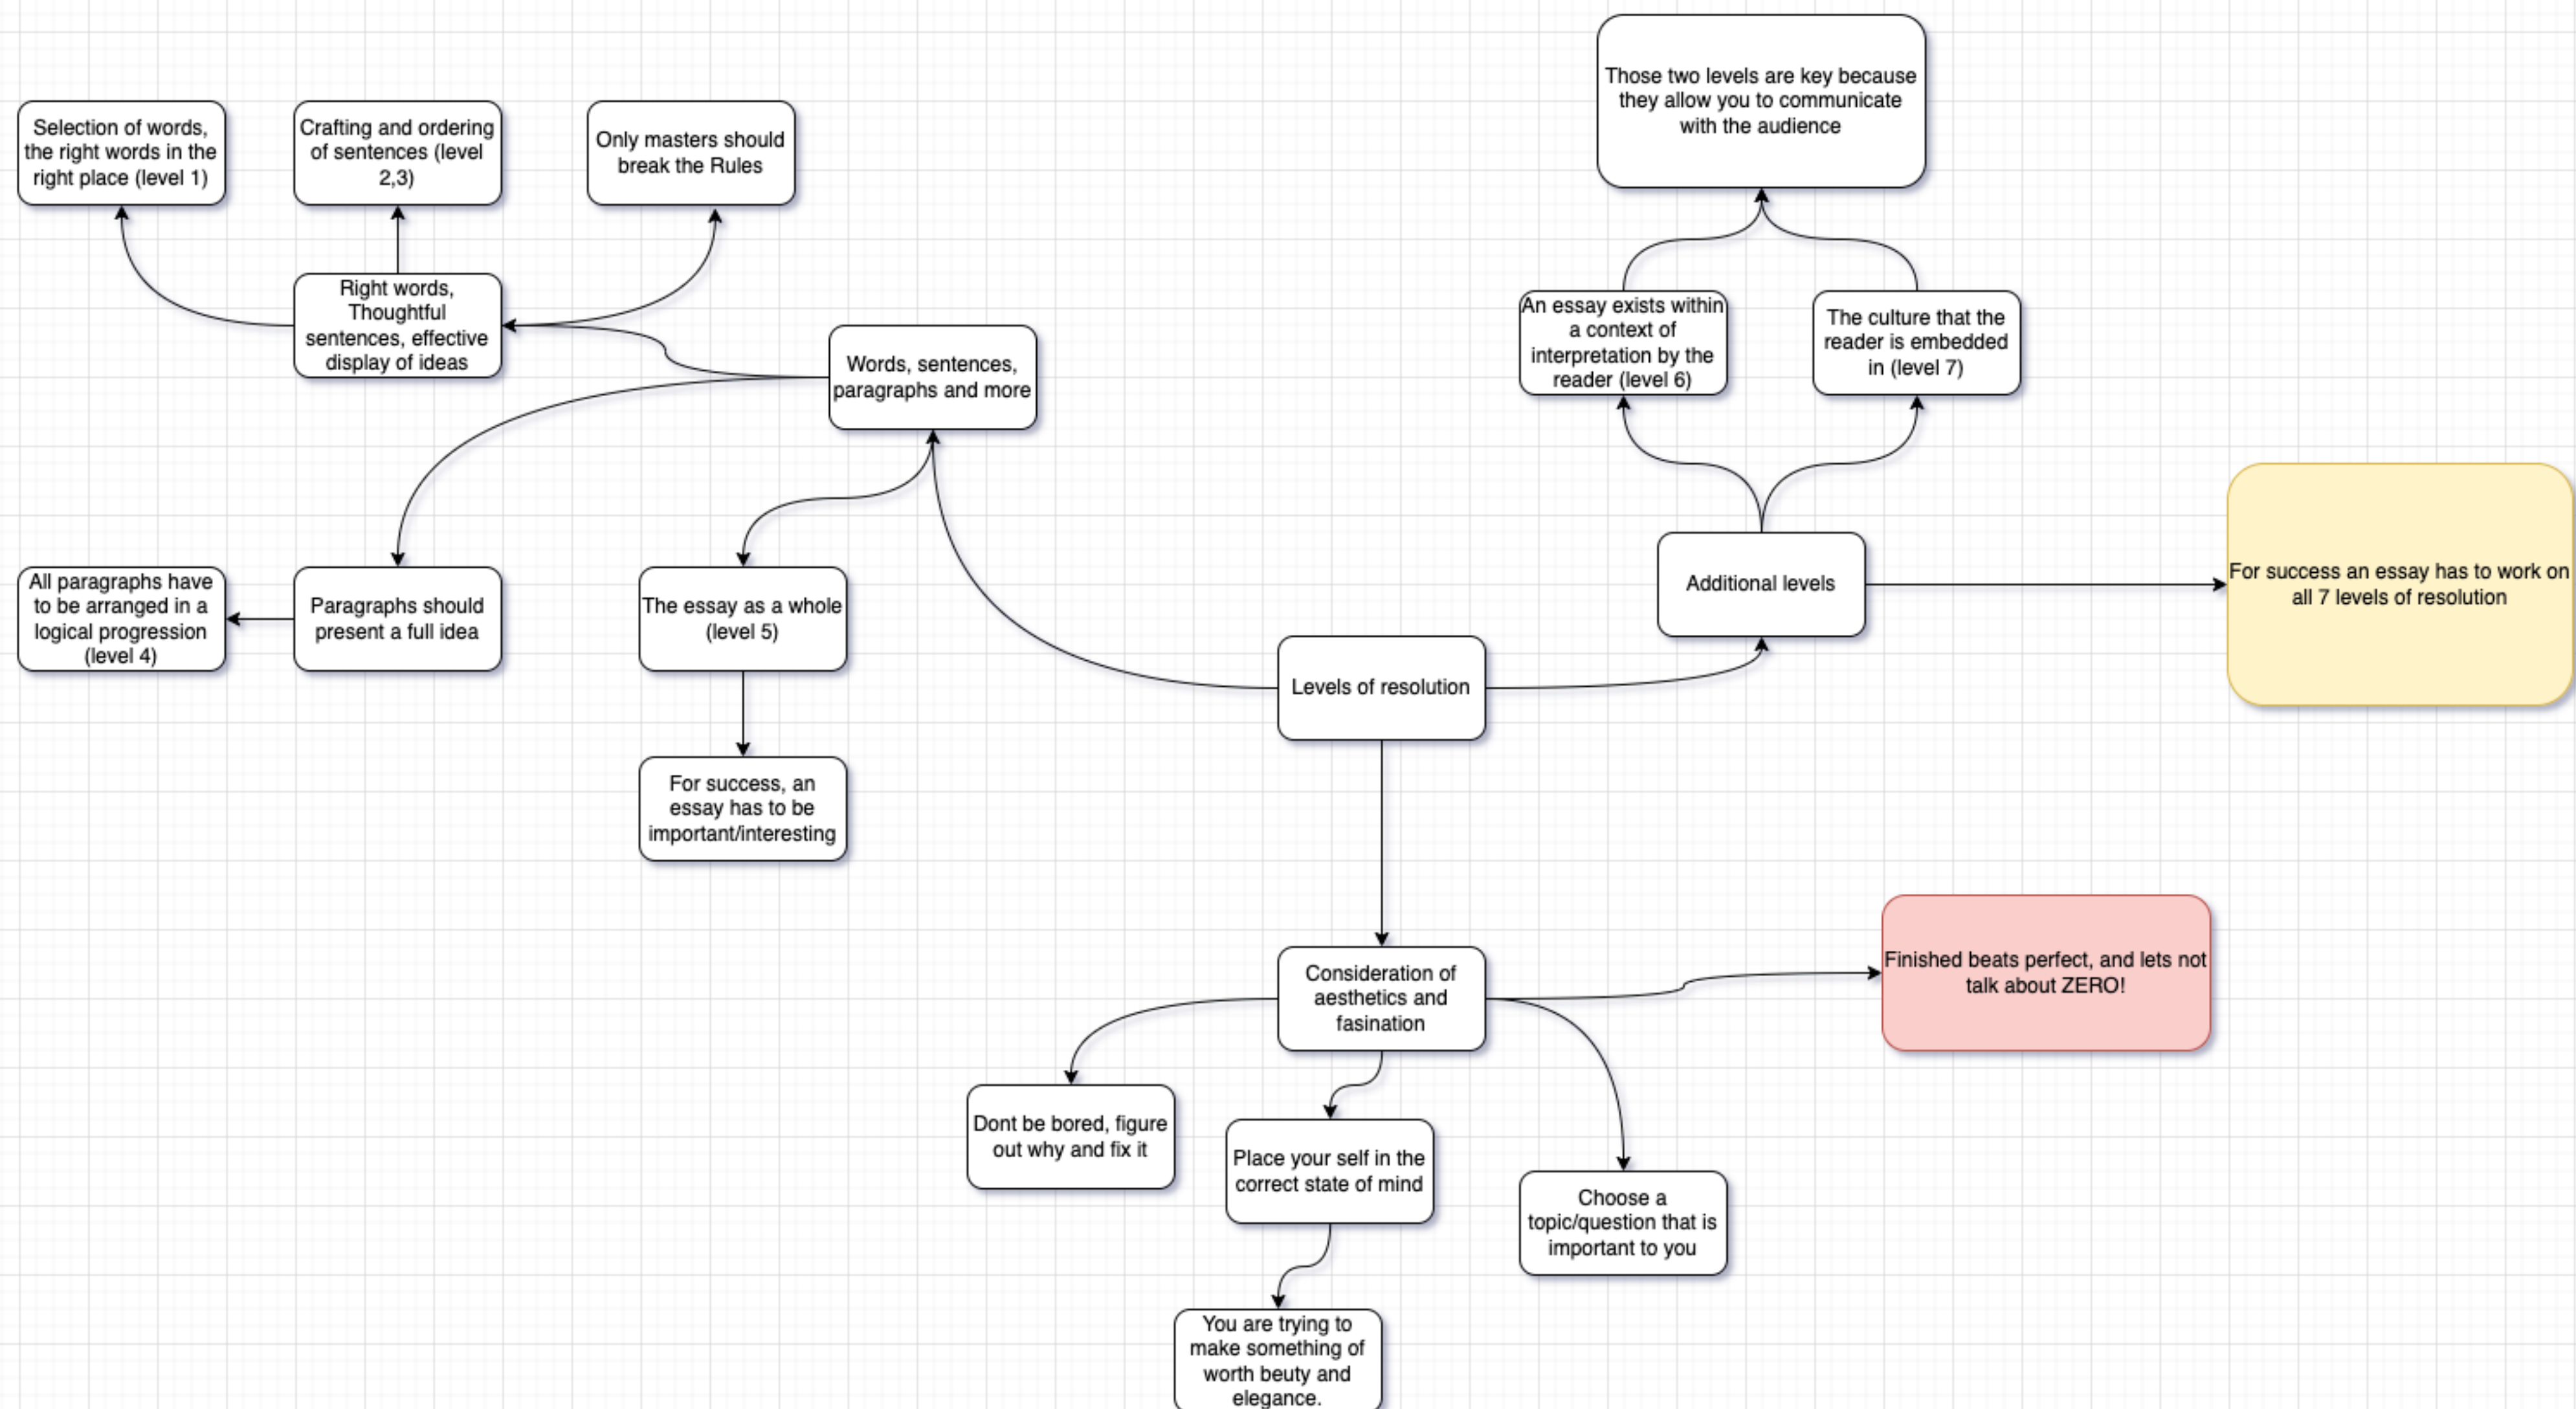 Those two levels are key because
they allow you to communicate
with the audience
Selection of words,
the right words in the
right place (level 1)
Crafting and ordering
of sentences (level
2,3)
Only masters should
break the Rules
Right words,
Thoughtful
sentences, effective
display of ideas
Words, sentences,
paragraphs and more
An essay exists within
a context of
interpretation by the
reader (level 6)
The culture that the
reader is embedded
in (level 7)
All paragraphs have
to be arranged in a
logical progression
(level 4)
Paragraphs should
present a full idea
The essay as a whole
(level 5)
Additional levels
For success an essay has to work on
all 7 levels of resolution
Levels of resolution
For success, an
essay has to be
important/interesting
Consideration of
aesthetics and
fasination
Finished beats perfect, and lets not
talk about ZERO!
Dont be bored, figure
out why and fix it
Place your self in the
correct state of mind
Choose a
topic/question that is
important to you
You are trying to
make something of
worth beuty and
elegance.